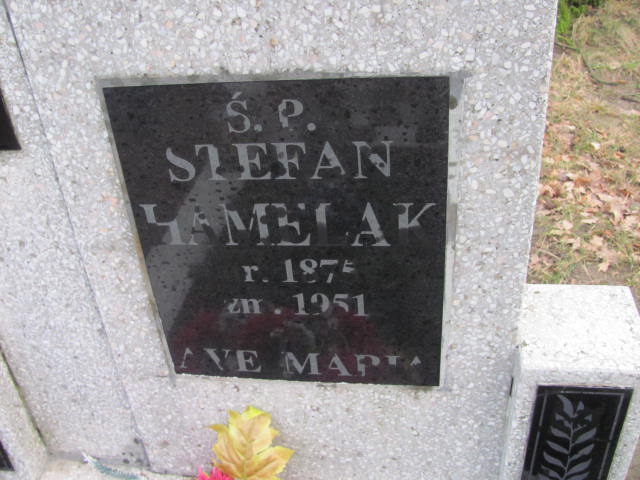 Ś. P.
STEFAN
HAMELAK
r. 1875
zm. 1951
AVE MARIA